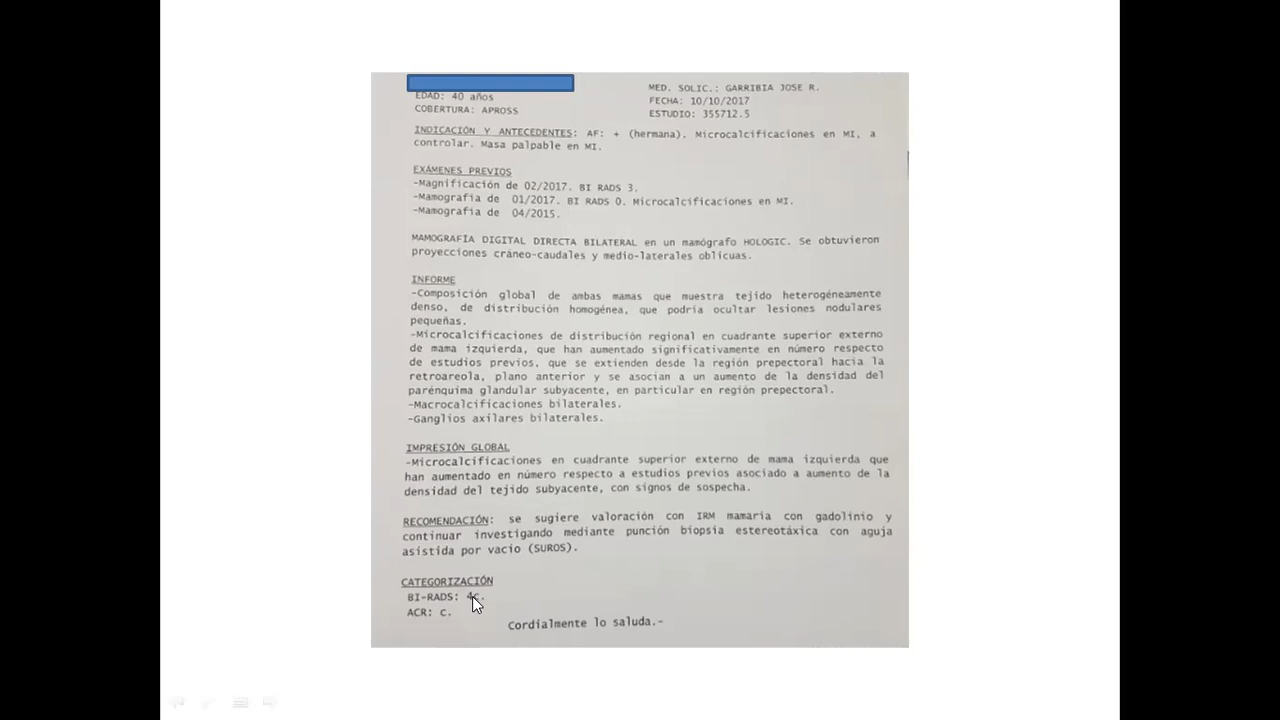 EDAD: 40 años
COBERTURA: APROSS
MED. SOLIC.: GARRIBIA JOSE R.
FECHA: 10/10/2017
ESTUDIO: 355712.5
INDICACIÓN Y ANTECEDENTES: AF: + (hermana). Microcalcificaciones en MI, a
controlar. Masa palpable en MI.
EXÁMENES PREVIOS
-Magnificación de 02/2017. BI RADS 3.
-Mamografía de 01/2017. BI RADS 0. Microcalcificaciones en MI.
-Mamografía de 04/2015.
MAMOGRAFÍA DIGITAL DIRECTA BILATERAL en un mamógrafo HOLOGIC. Se obtuvieron
proyecciones cráneo-caudales y medio-laterales oblicuas.
INFORME
-Composición global de ambas mamas que muestra tejido heterogéneamente
denso, de distribución homogénea, que podría ocultar lesiones nodulares
pequeñas.
-Microcalcificaciones de distribución regional en cuadrante superior externo
de mama izquierda, que han aumentado significativamente en número respecto
de estudios previos, que se extienden desde la región prepectoral hacia la
retroareola, plano anterior y se asocian a un aumento de la densidad del
parénquima glandular subyacente, en particular en región prepectoral.
-Macrocalcificaciones bilaterales.
-Ganglios axilares bilaterales.
IMPRESIÓN GLOBAL
-Microcalcificaciones en cuadrante superior externo de mama izquierda que
han aumentado en número respecto a estudios previos asociado a aumento de la
densidad del tejido subyacente, con signos de sospecha.
RECOMENDACIÓN: se sugiere valoración con IRM mamaria con gadolinio y
continuar investigando mediante punción biopsia estereotáxica con aguja
asistida por vacio (SUROS).
CATEGORIZACIÓN
BI-RADS: 4c.
ACR: C.
Cordialmente lo saluda.-